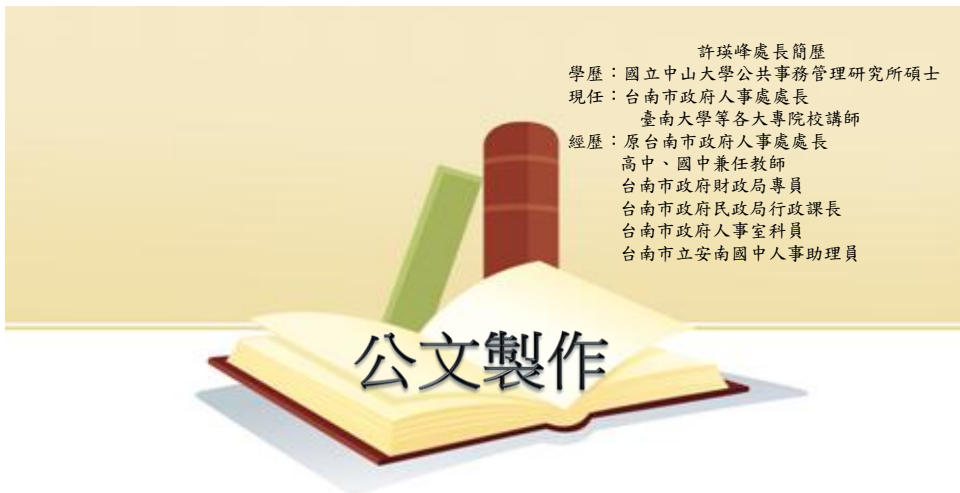 許瑛峰處長簡歷
學歷：國立中山大學公共事務管理研究所碩士
現任：台南市政府人事處處長
臺南大學等各大專院校講師
經歷：原台南市政府人事處處長
高中、國中兼任教師
台南市政府財政局專員
台南市政府民政局行政課長
台南市政府人事室科員
台南市立安南國中人事助理員
公文製作